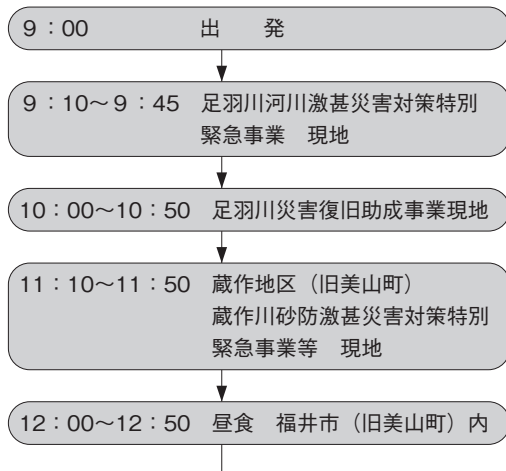 9：00　出　発
9：10～9：45　足羽川河川激甚災害対策特別
緊急事業　現地
10：00～10：50　足羽川災害復旧助成事業現地
11：10～11：50　蔵作地区（旧美山町）
蔵作川砂防激甚災害対策特別
緊急事業等　現地
12：00～12：50　昼食　福井市（旧美山町）内